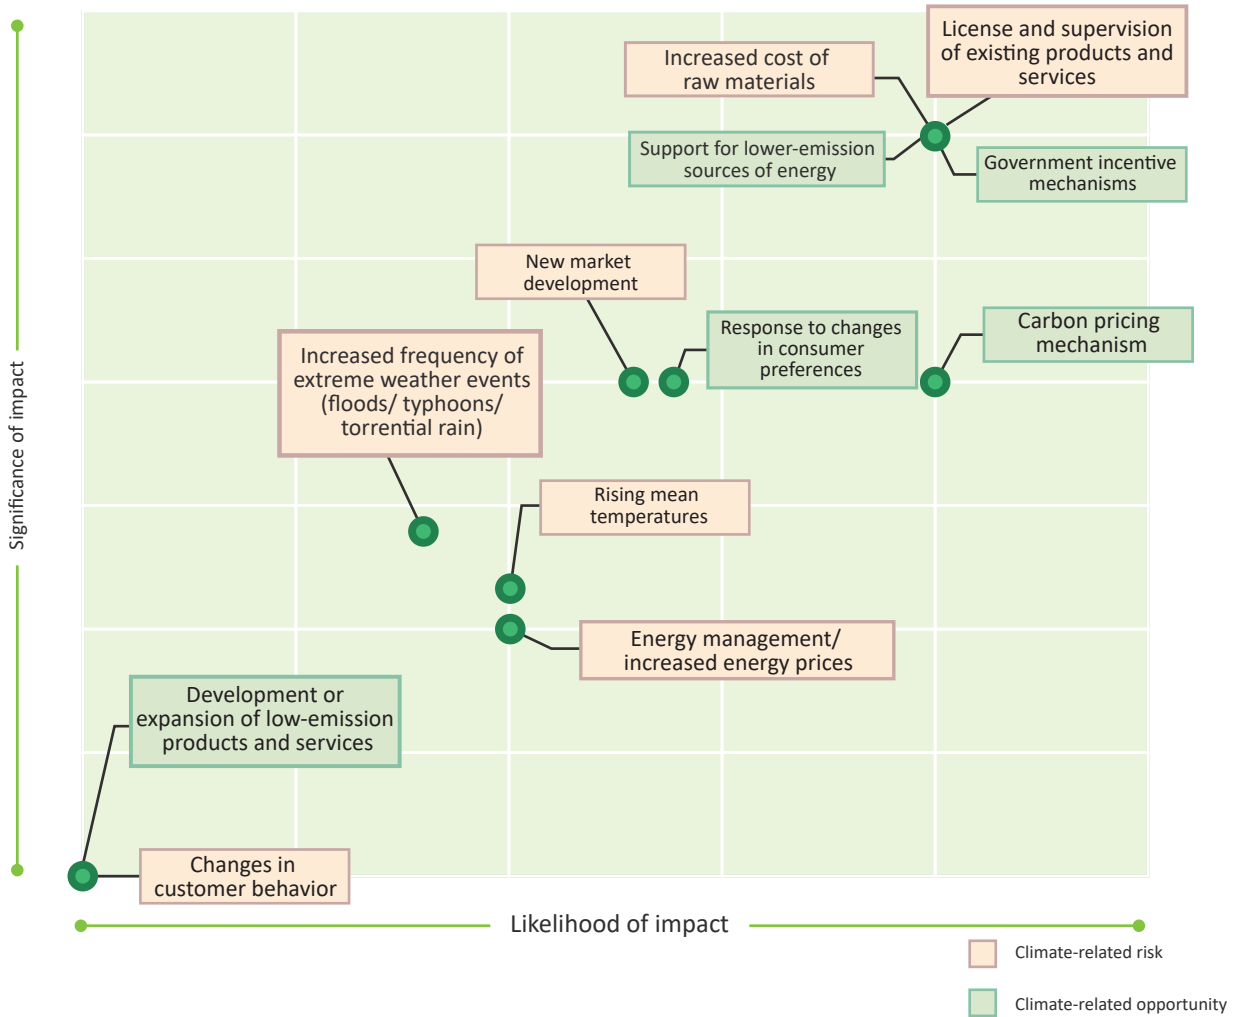 License and supervision
of existing products and
services
Increased cost of
raw materials
Support for lower-emission
sources of energy
Government incentive
mechanisms
New market
development
Response to changes
in consumer
preferences
Carbon pricing
mechanism
Increased frequency of
extreme weather events
(floods/ typhoons/
torrential rain)
Rising mean
temperatures
Energy management/
increased energy prices
Development or
expansion of low-emission
products and services
Changes in
customer behavior
Significance of impact
Likelihood of impact
Climate-related risk
Climate-related opportunity